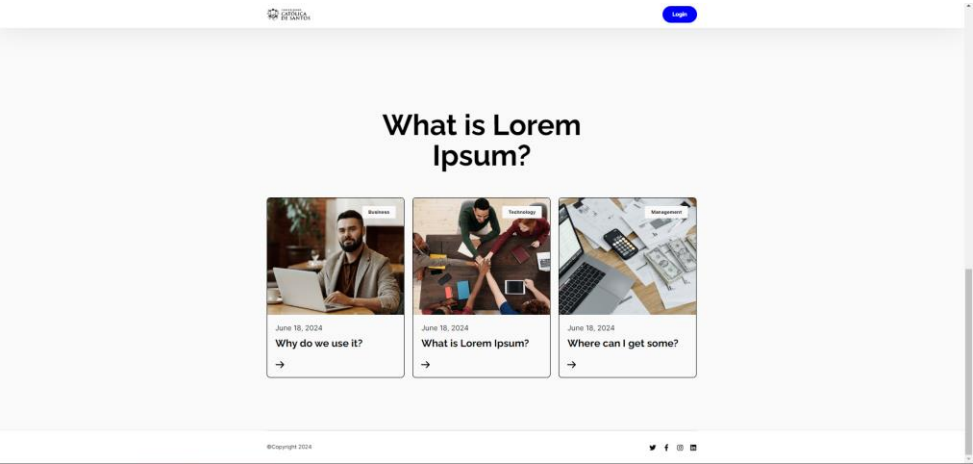 CATÓLICA
DE SANTOS
Login
What is Lorem
Ipsum?
Business
Technology
Management
June 18, 2024
June 18, 2024
June 18, 2024
Why do we use it?
What is Lorem Ipsum?
Where can I get some?
©Copyright 2024